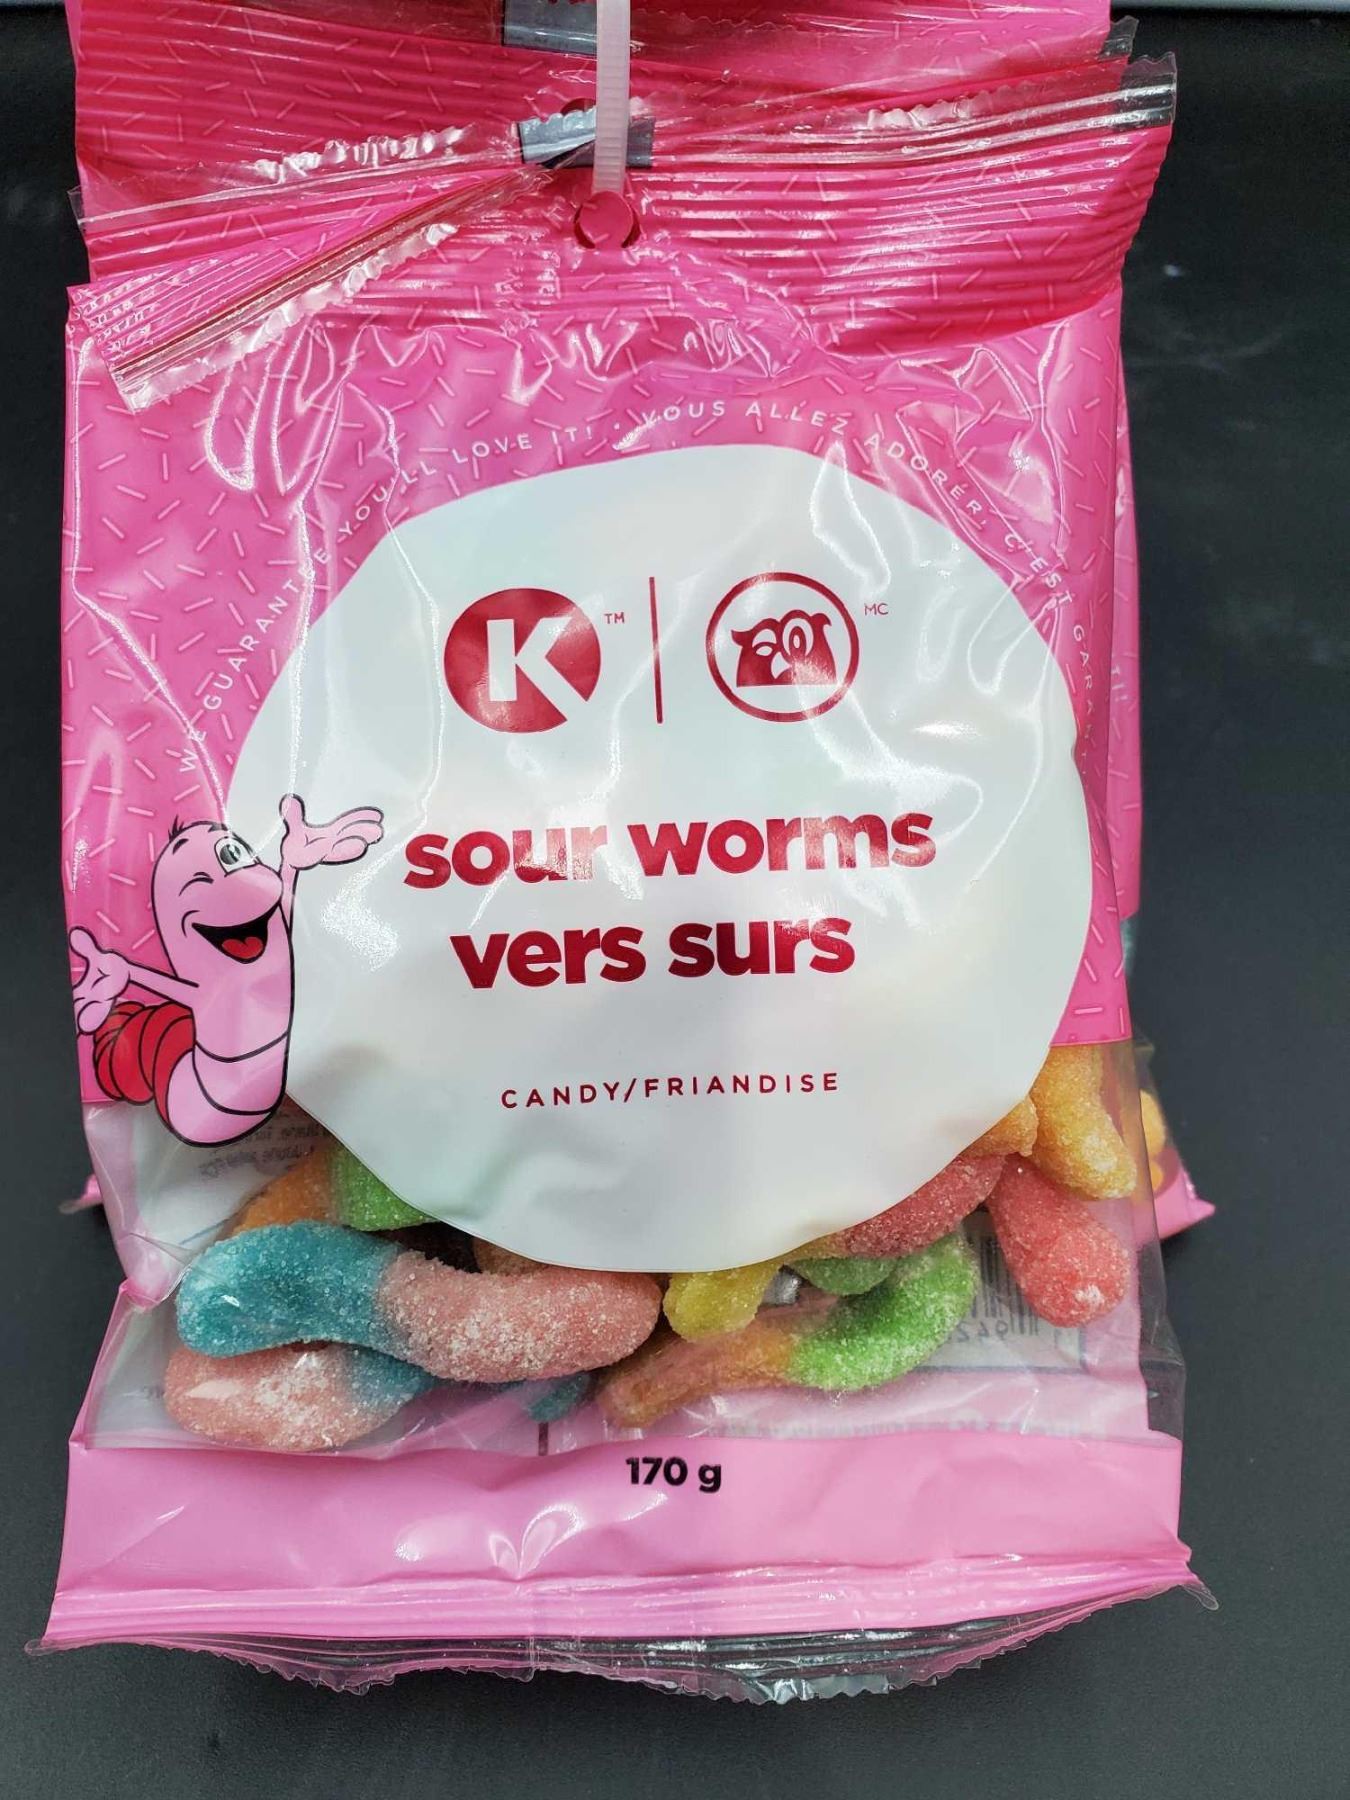 WE GUARANTEE YOU'LL LOVE IT! • VOUS ALLEZ ADORER, C'EST GARANTI!
K TM MC
sour worms
vers surs
CANDY/FRIANDISE
170 g